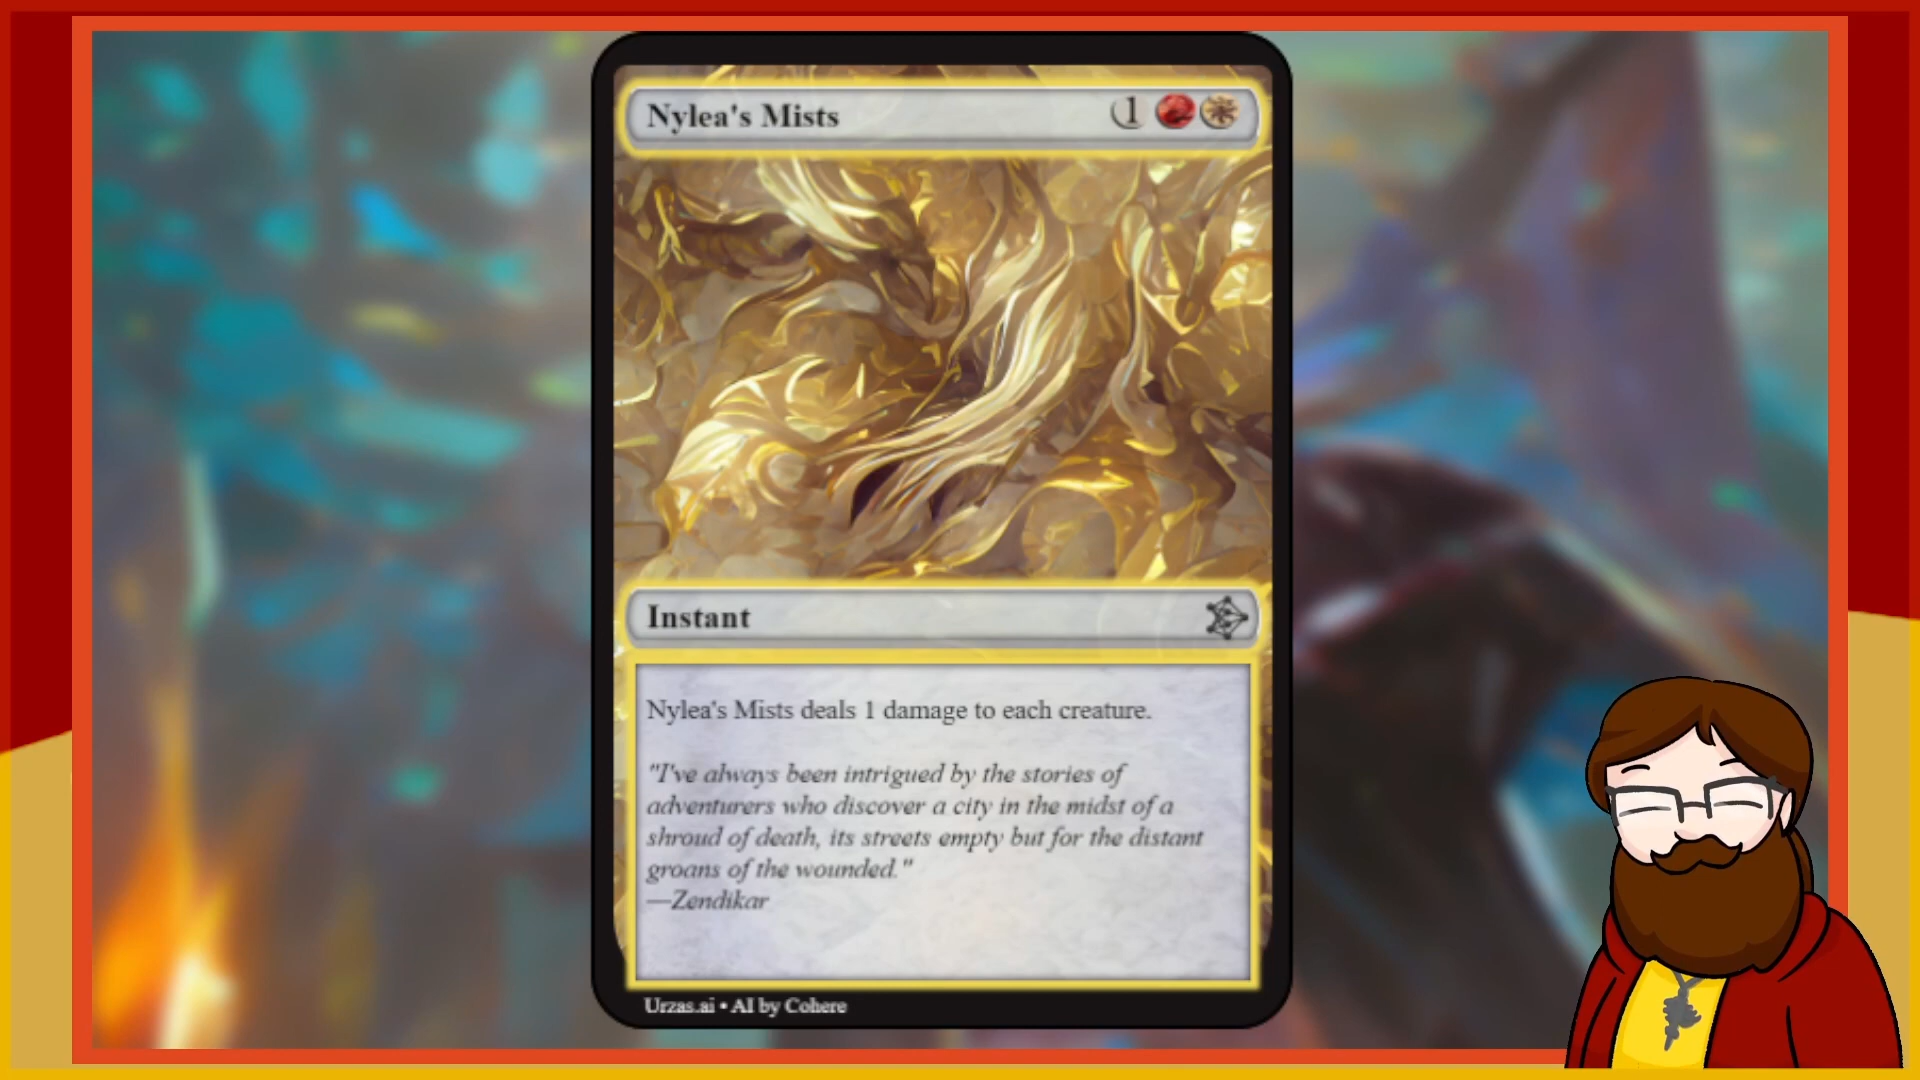 Nylea's Mists 1
Instant
Nylea's Mists deals 1 damage to each creature.
"I've always been intrigued by the stories of
adventurers who discover a city in the midst of a
shroud of death, its streets empty but for the distant
groans of the wounded."
—Zendikar
Urzas.ai • AI by Cohere